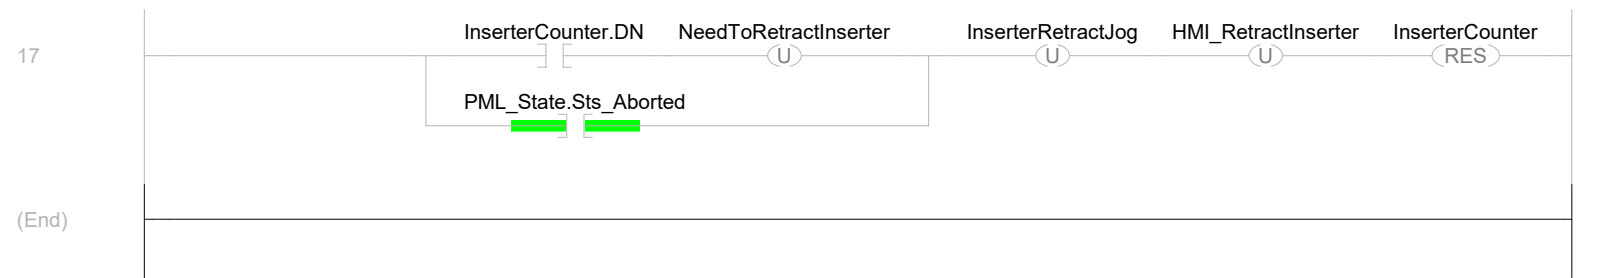 InserterCounter.DN NeedToRetractInserter InserterRetractJog HMI_RetractInserter InserterCounter
17 U U U RES
PML_State.Sts_Aborted
(End)